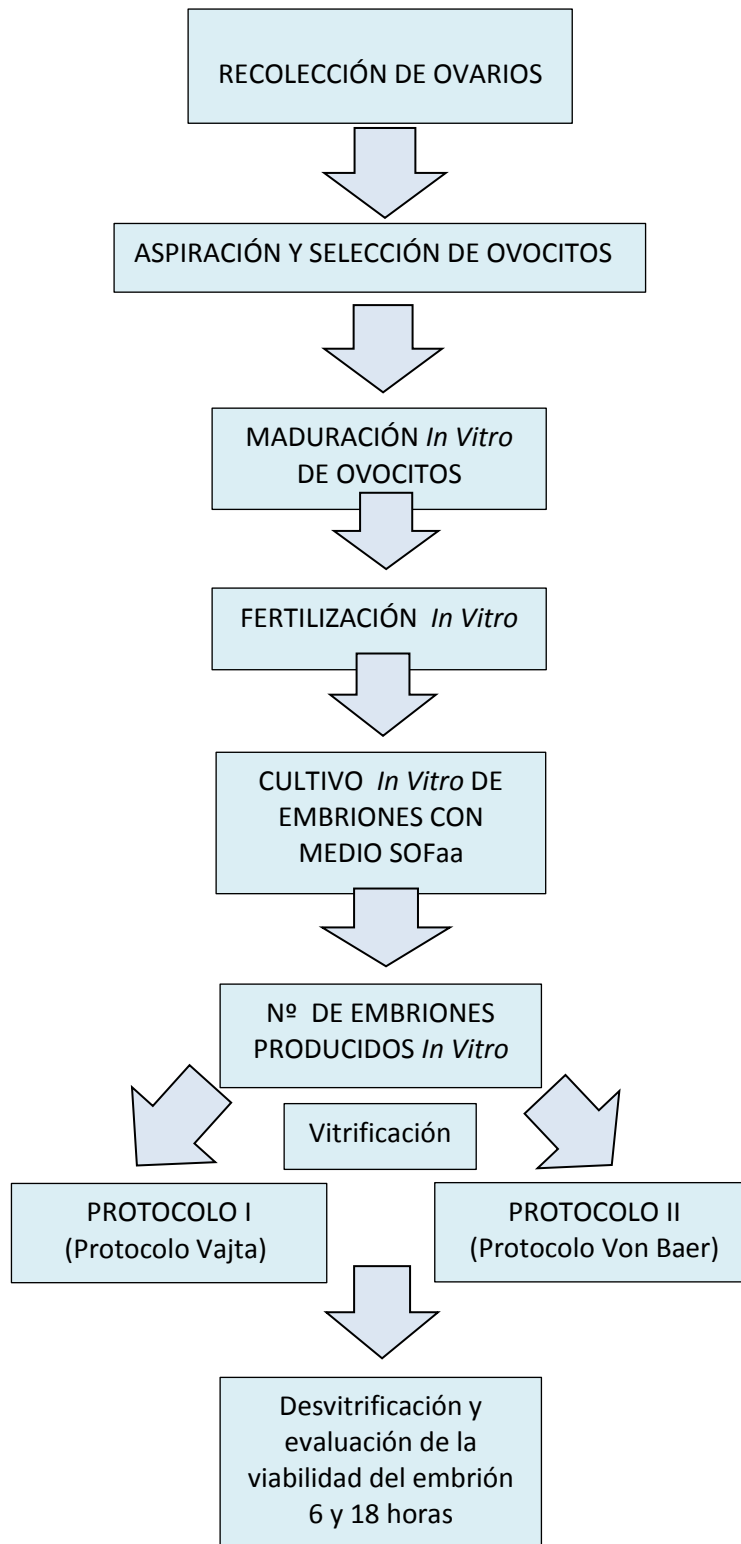 RECOLECCIÓN DE OVARIOS
ASPIRACIÓN Y SELECCIÓN DE OVOCITOS
MADURACIÓN In Vitro
DE OVOCITOS
FERTILIZACIÓN In Vitro
CULTIVO In Vitro DE
EMBRIONES CON
MEDIO SOFaa
Nº DE EMBRIONES
PRODUCIDOS In Vitro
Vitrificación
PROTOCOLO I
(Protocolo Vajta)
PROTOCOLO II
(Protocolo Von Baer)
Desvitrificación y
evaluación de la
viabilidad del embrión
6 y 18 horas